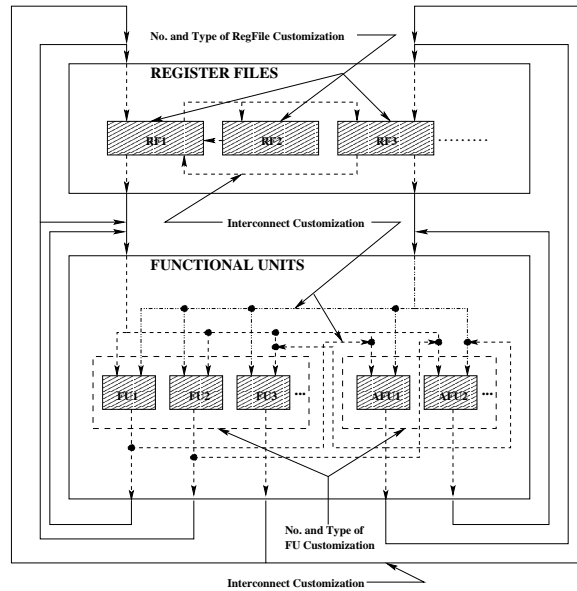 No. and Type of RegFile Customization
REGISTER FILES
RF1
RF2
RF3
Interconnect Customization
FUNCTIONAL UNITS
FU1
FU2
FU3
...
AFU1
AFU2
...
No. and Type of
FU Customization
Interconnect Customization